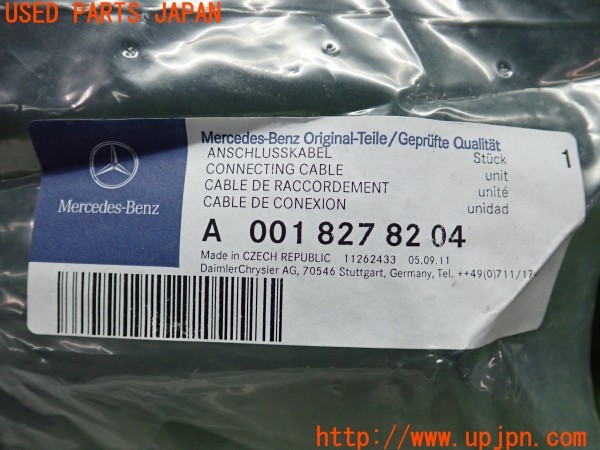 USED PARTS JAPAN
Mercedes-Benz
Mercedes-Benz Original-Teile/Geprüfte Qualität
ANSCHLUSSKABEL Stück 1
CONNECTING CABLE unit
CABLE DE RACCORDEMENT unité
CABLE DE CONEXION unidad
A 001 827 82 04
Made in CZECH REPUBLIC 11262433 05.09.11
DaimlerChrysler AG, 70546 Stuttgart, Germany, Tel. ++49(0)711/17-
http://www.upjpn.com/